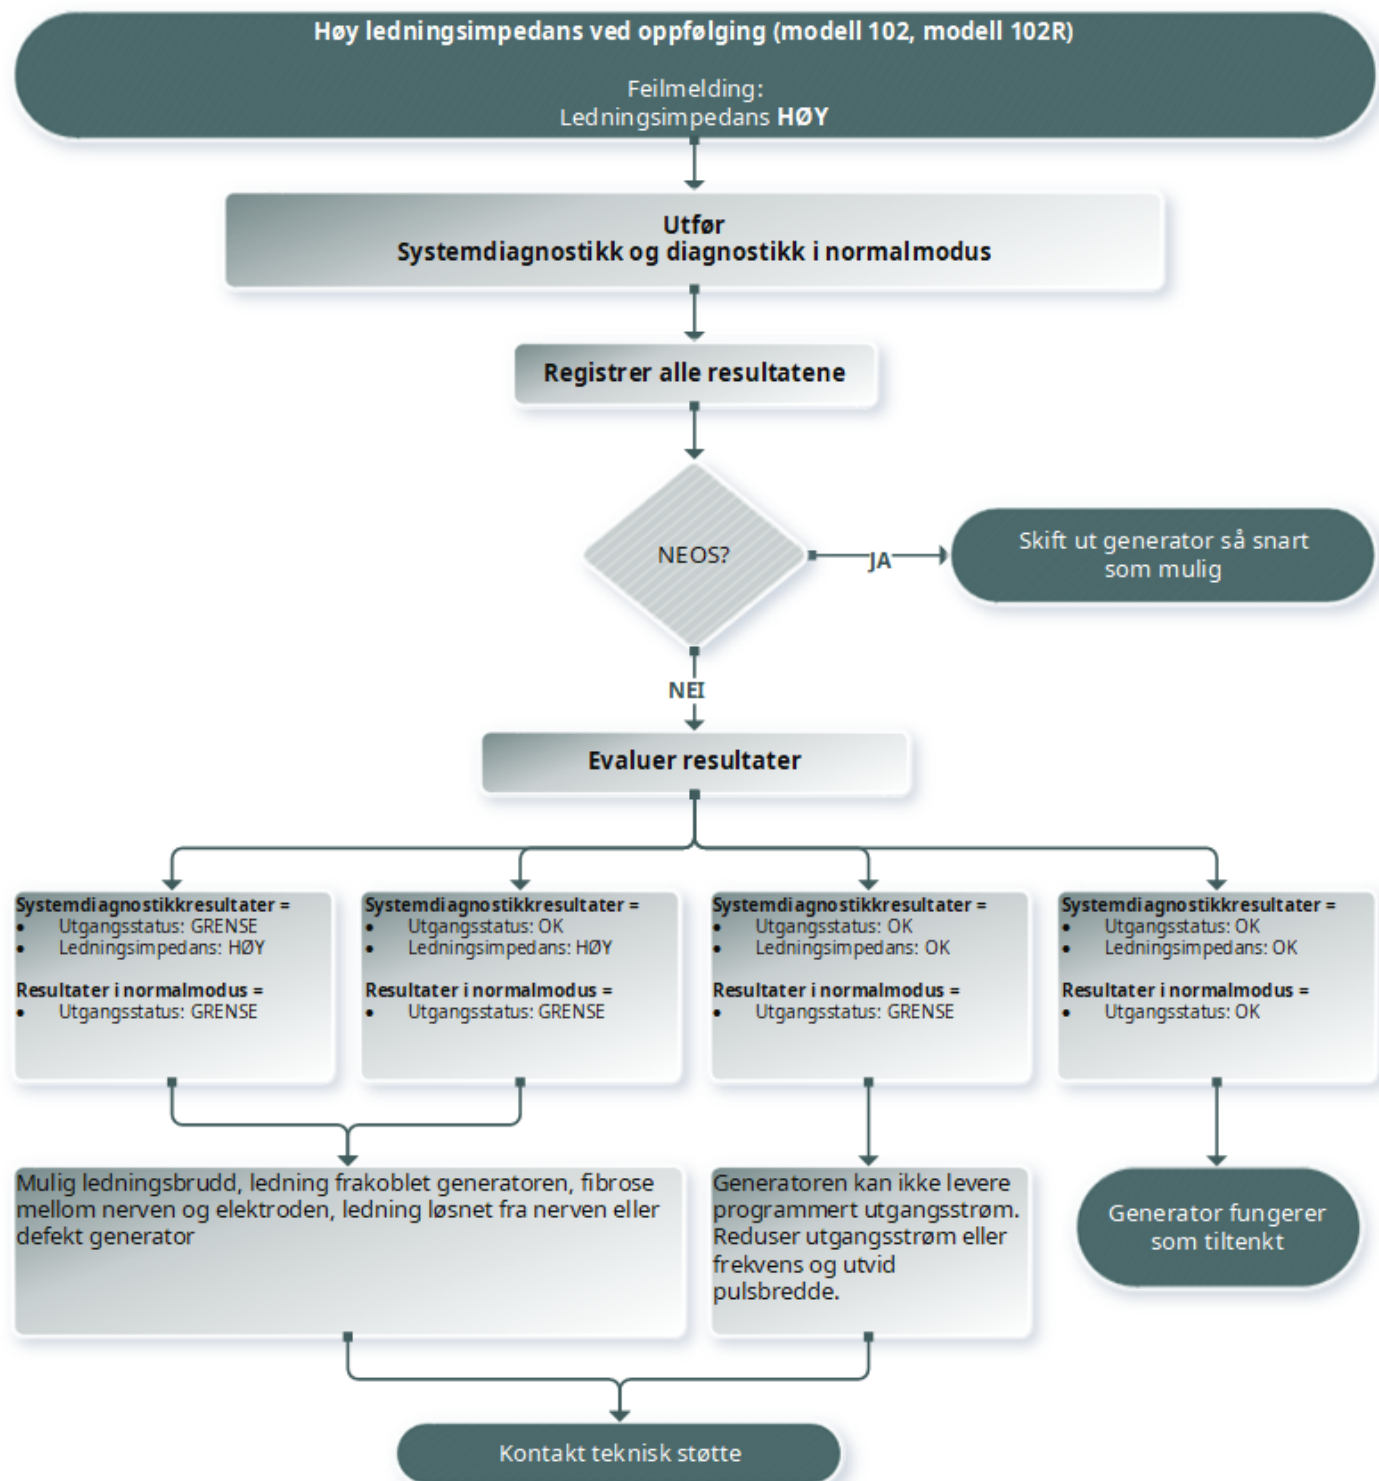 Høy ledningsimpedans ved oppfølging (modell 102, modell 102R)
Feilmelding:
Ledningsimpedans HØY
Utfør
Systemdiagnostikk og diagnostikk i normalmodus
Registrer alle resultatene
NEOS?
JA
Skift ut generator så snart
som mulig
NEI
Evaluer resultater
Systemdiagnostikkresultater =
• Utgangsstatus: GRENSE
• Ledningsimpedans: HØY
Resultater i normalmodus =
• Utgangsstatus: GRENSE
Systemdiagnostikkresultater =
• Utgangsstatus: OK
• Ledningsimpedans: HØY
Resultater i normalmodus =
• Utgangsstatus: GRENSE
Systemdiagnostikkresultater =
• Utgangsstatus: OK
• Ledningsimpedans: OK
Resultater i normalmodus =
• Utgangsstatus: GRENSE
Systemdiagnostikkresultater =
• Utgangsstatus: OK
• Ledningsimpedans: OK
Resultater i normalmodus =
• Utgangsstatus: OK
Mulig ledningsbrudd, ledning frakoblet generatoren, fibrose
mellom nerven og elektroden, ledning løsnet fra nerven eller
defekt generator
Generatoren kan ikke levere
programmert utgangsstrøm.
Reduser utgangsstrøm eller
frekvens og utvid
pulsbredde.
Generator fungerer
som tiltenkt
Kontakt teknisk støtte